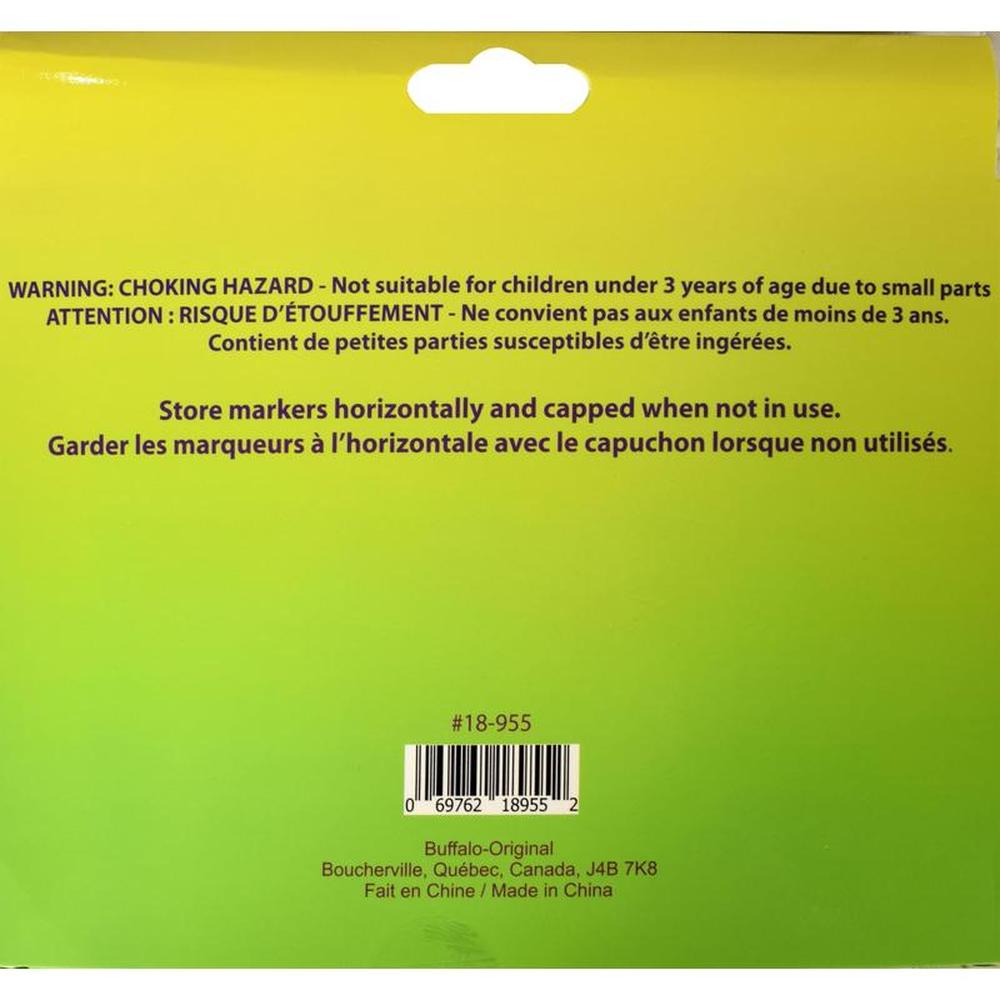 WARNING: CHOKING HAZARD - Not suitable for children under 3 years of age due to small parts
ATTENTION : RISQUE D'ÉTOUFFEMENT - Ne convient pas aux enfants de moins de 3 ans.
Contient de petites parties susceptibles d'être ingérées.
Store markers horizontally and capped when not in use.
Garder les marqueurs à l'horizontale avec le capuchon lorsque non utilisés.
#18-955
0 69762 18955 2
Buffalo-Original
Boucherville, Québec, Canada, J4B 7K8
Fait en Chine / Made in China